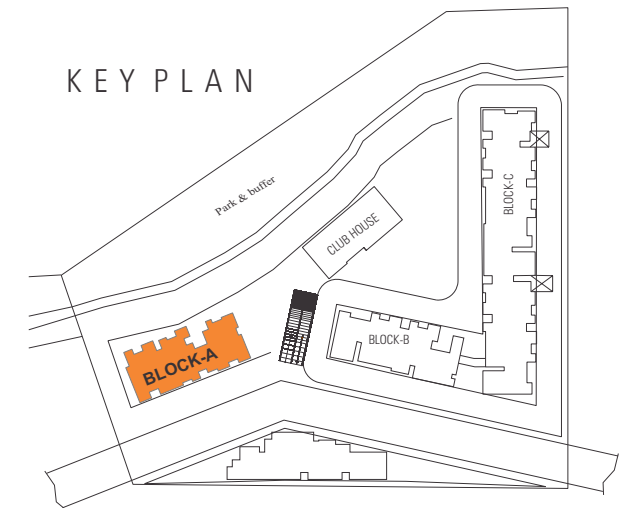 KEY PLAN
Park & buffer
CLUB HOUSE
BLOCK-C
BLOCK-B
BLOCK-A